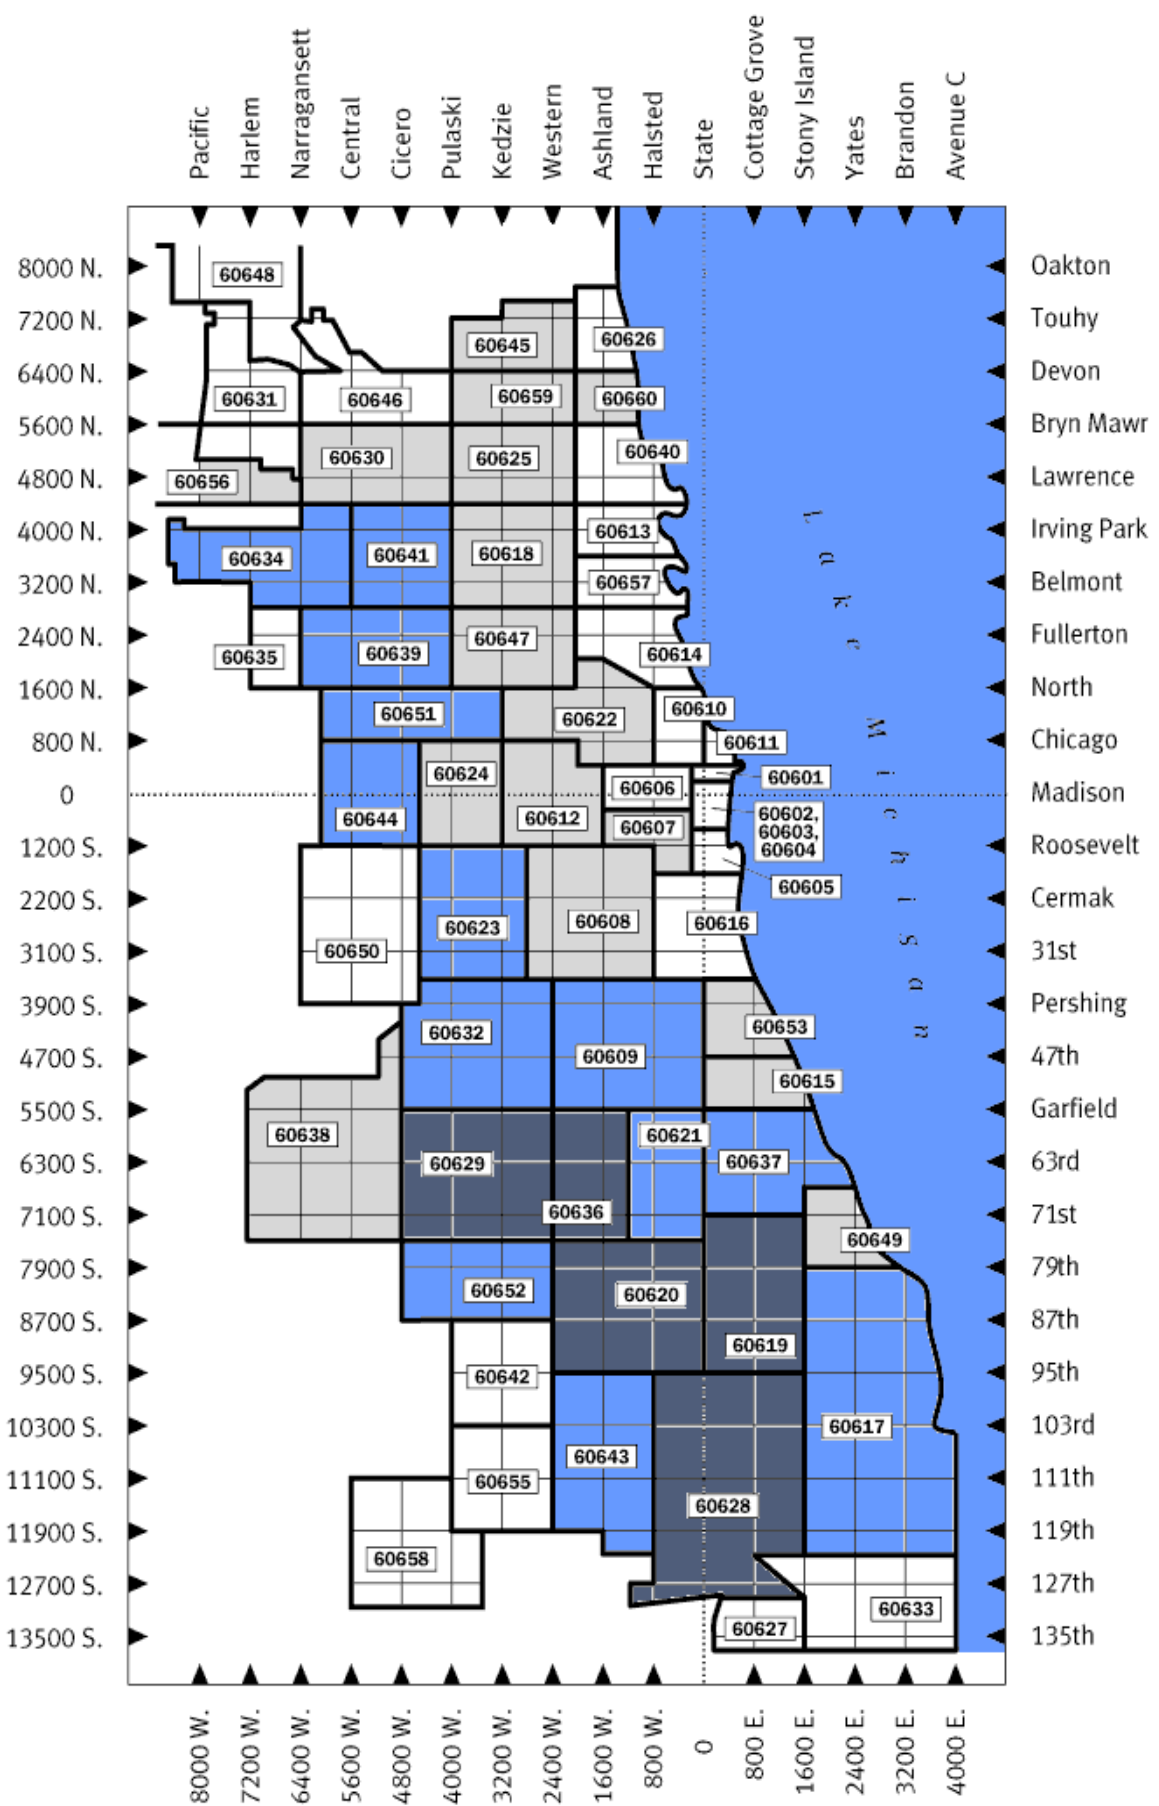 Pacific
Harlem
Narragansett
Central
Cicero
Pulaski
Kedzie
Western
Ashland
Halsted
State
Cottage Grove
Stony Island
Yates
Brandon
Avenue C
8000 N.
60648
Oakton
7200 N.
Touhy
60645
60626
6400 N.
Devon
60631
60646
60659
60660
5600 N.
Bryn Mawr
60630
60625
60640
4800 N.
60656
Lawrence
4000 N.
60613
Irving Park
60634
60641
60618
3200 N.
60657
Belmont
2400 N.
60647
Fullerton
60635
60639
60614
1600 N.
North
60651
60622
60610
800 N.
60611
Chicago
60624
60601
0
60606
Madison
60644
60612
60607
60602,
60603,
60604
1200 S.
Roosevelt
60605
2200 S.
Cermak
60623
60608
60616
3100 S.
60650
31st
3900 S.
Pershing
60632
60653
4700 S.
60609
47th
60615
5500 S.
Garfield
60638
60621
6300 S.
60629
60637
63rd
7100 S.
60636
71st
60649
7900 S.
79th
60652
60620
8700 S.
87th
60619
9500 S.
60642
95th
10300 S.
60617
103rd
60643
11100 S.
60655
111th
60628
11900 S.
119th
60658
12700 S.
127th
60633
60627
13500 S.
135th
Lake Michigan
8000 W.
7200 W.
6400 W.
5600 W.
4800 W.
4000 W.
3200 W.
2400 W.
1600 W.
800 W.
0
800 E.
1600 E.
2400 E.
3200 E.
4000 E.